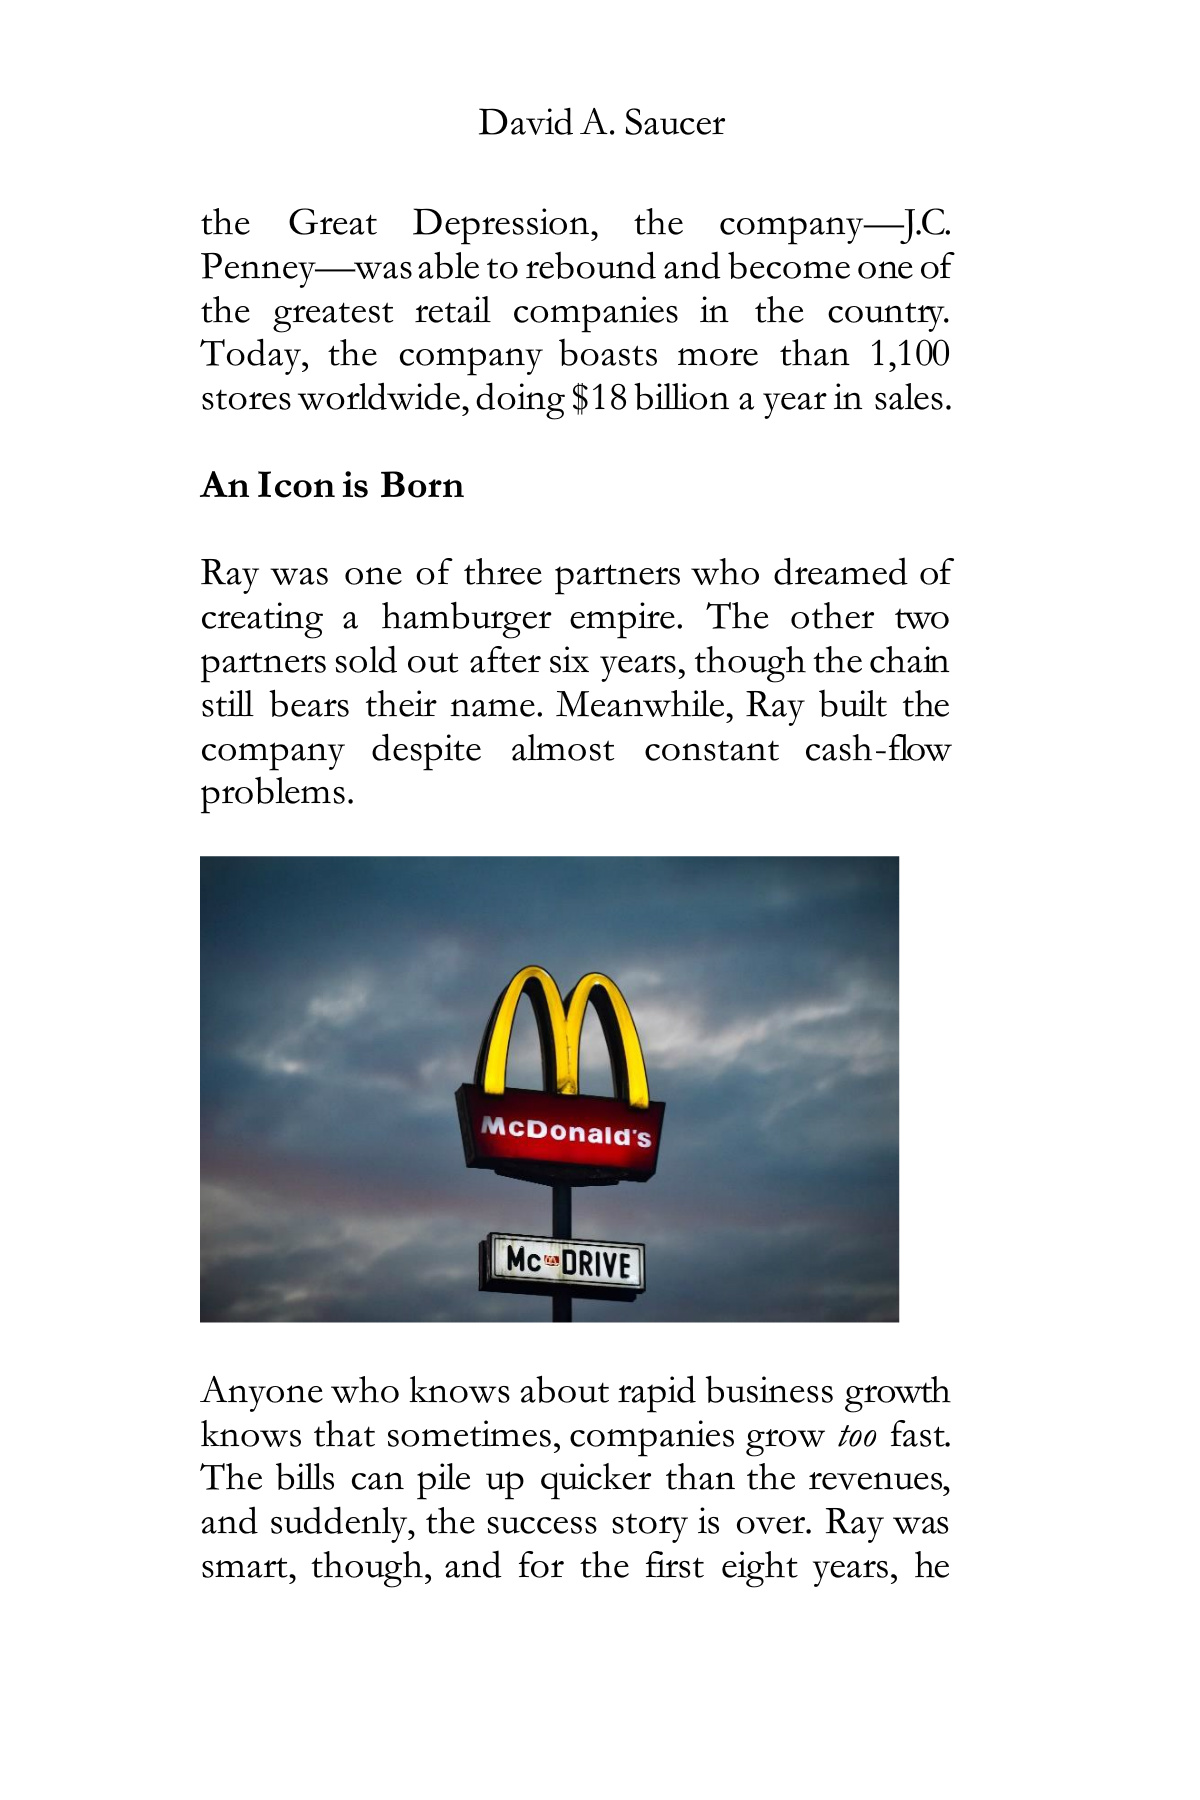 David A. Saucer
the Great Depression, the company—J.C.
Penney—was able to rebound and become one of
the greatest retail companies in the country.
Today, the company boasts more than 1,100
stores worldwide, doing $18 billion a year in sales.
An Icon is Born
Ray was one of three partners who dreamed of
creating a hamburger empire. The other two
partners sold out after six years, though the chain
still bears their name. Meanwhile, Ray built the
company despite almost constant cash-flow
problems.
McDonald's
Mc DRIVE
Anyone who knows about rapid business growth
knows that sometimes, companies grow too fast.
The bills can pile up quicker than the revenues,
and suddenly, the success story is over. Ray was
smart, though, and for the first eight years, he